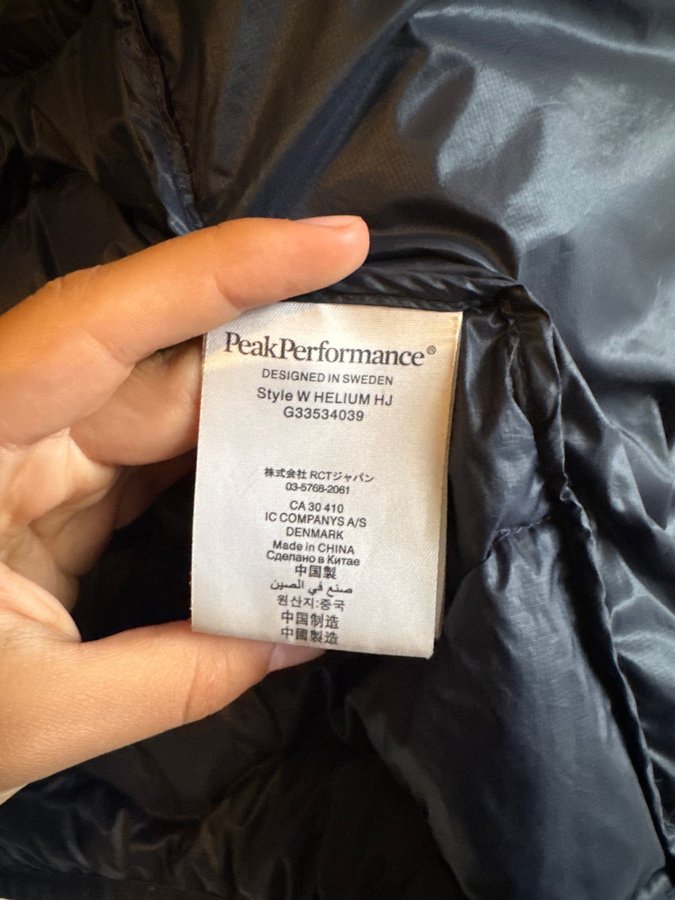 PeakPerformance®
DESIGNED IN SWEDEN
Style W HELIUM HJ
G33534039
株式会社 RCTジャパン
03-5768-2061
CA 30 410
IC COMPANYS A/S
DENMARK
Made in CHINA
Сделано в Китае
中国製
صنع في الصين
원산지:중국
中国制造
中國製造